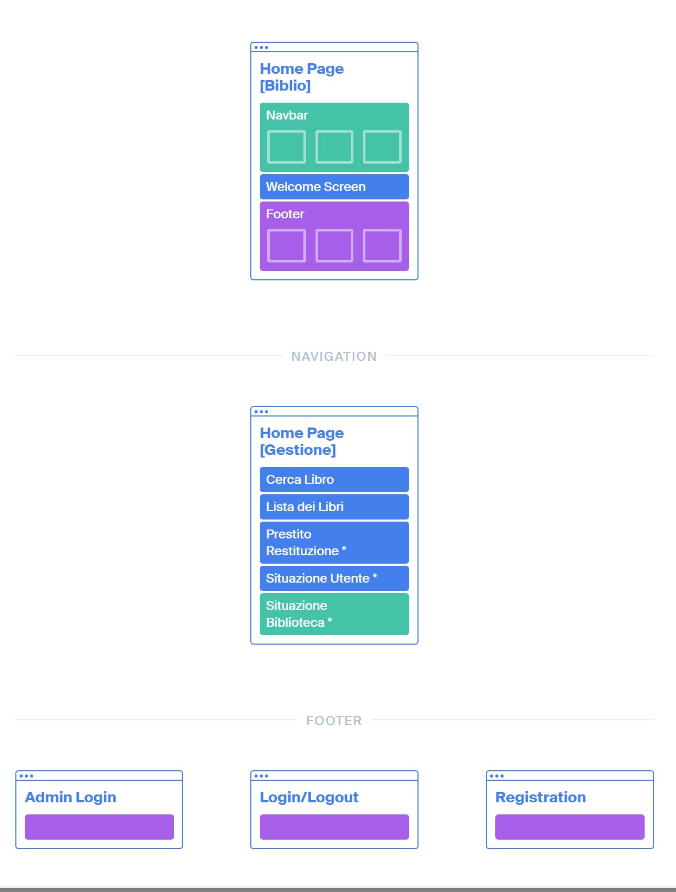 Home Page
[Biblio]
Navbar
Welcome Screen
Footer
NAVIGATION
Home Page
[Gestione]
Cerca Libro
Lista dei Libri
Prestito
Restituzione *
Situazione Utente *
Situazione
Biblioteca *
FOOTER
Admin Login
Login/Logout
Registration